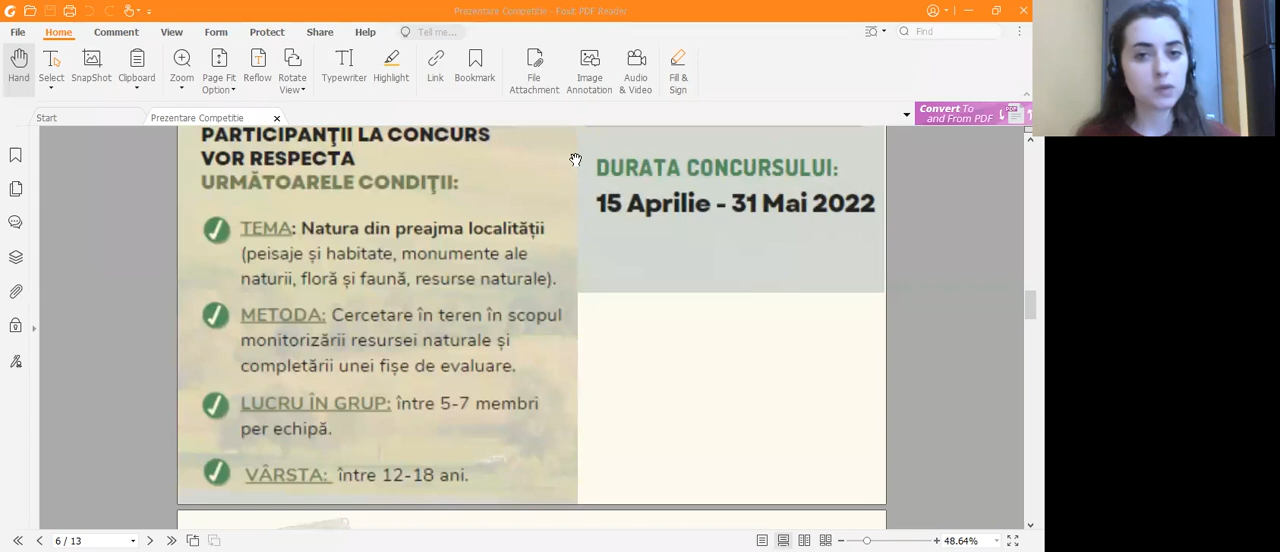 Prezentare Competitie - Foxit PDF Reader
File Home Comment View Form Protect Share Help Tell me... Find
Hand Select SnapShot Clipboard Zoom Page Fit Option Reflow Rotate View Typewriter Highlight Link Bookmark File Attachment Image Annotation Audio & Video Fill & Sign
Start Prezentare Competitie
Convert To
and From PDF
PARTICIPANȚII LA CONCURS
VOR RESPECTA
URMĂTOARELE CONDIȚII:
TEMA: Natura din preajma localității
(peisaje și habitate, monumente ale
naturii, floră și faună, resurse naturale).
METODA: Cercetare în teren în scopul
monitorizării resursei naturale și
completării unei fișe de evaluare.
LUCRU ÎN GRUP: între 5-7 membri
per echipă.
VÂRSTA: între 12-18 ani.
DURATA CONCURSULUI:
15 Aprilie - 31 Mai 2022
6 / 13
48.64%